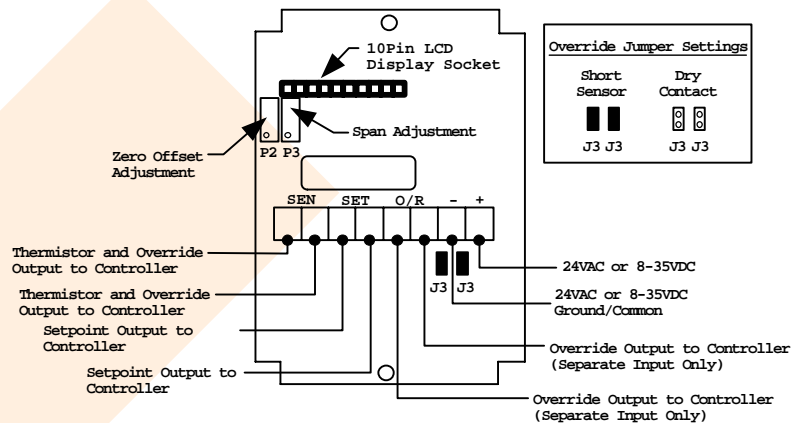 10Pin LCD
Display Socket
Override Jumper Settings
Short
Sensor
Dry
Contact
J3 J3
J3 J3
Span Adjustment
P2 P3
Zero Offset
Adjustment
SEN SET O/R - +
Thermistor and Override
Output to Controller
Thermistor and Override
Output to Controller
Setpoint Output to
Controller
Setpoint Output to
Controller
J3 J3
24VAC or 8-35VDC
24VAC or 8-35VDC
Ground/Common
Override Output to Controller
(Separate Input Only)
Override Output to Controller
(Separate Input Only)